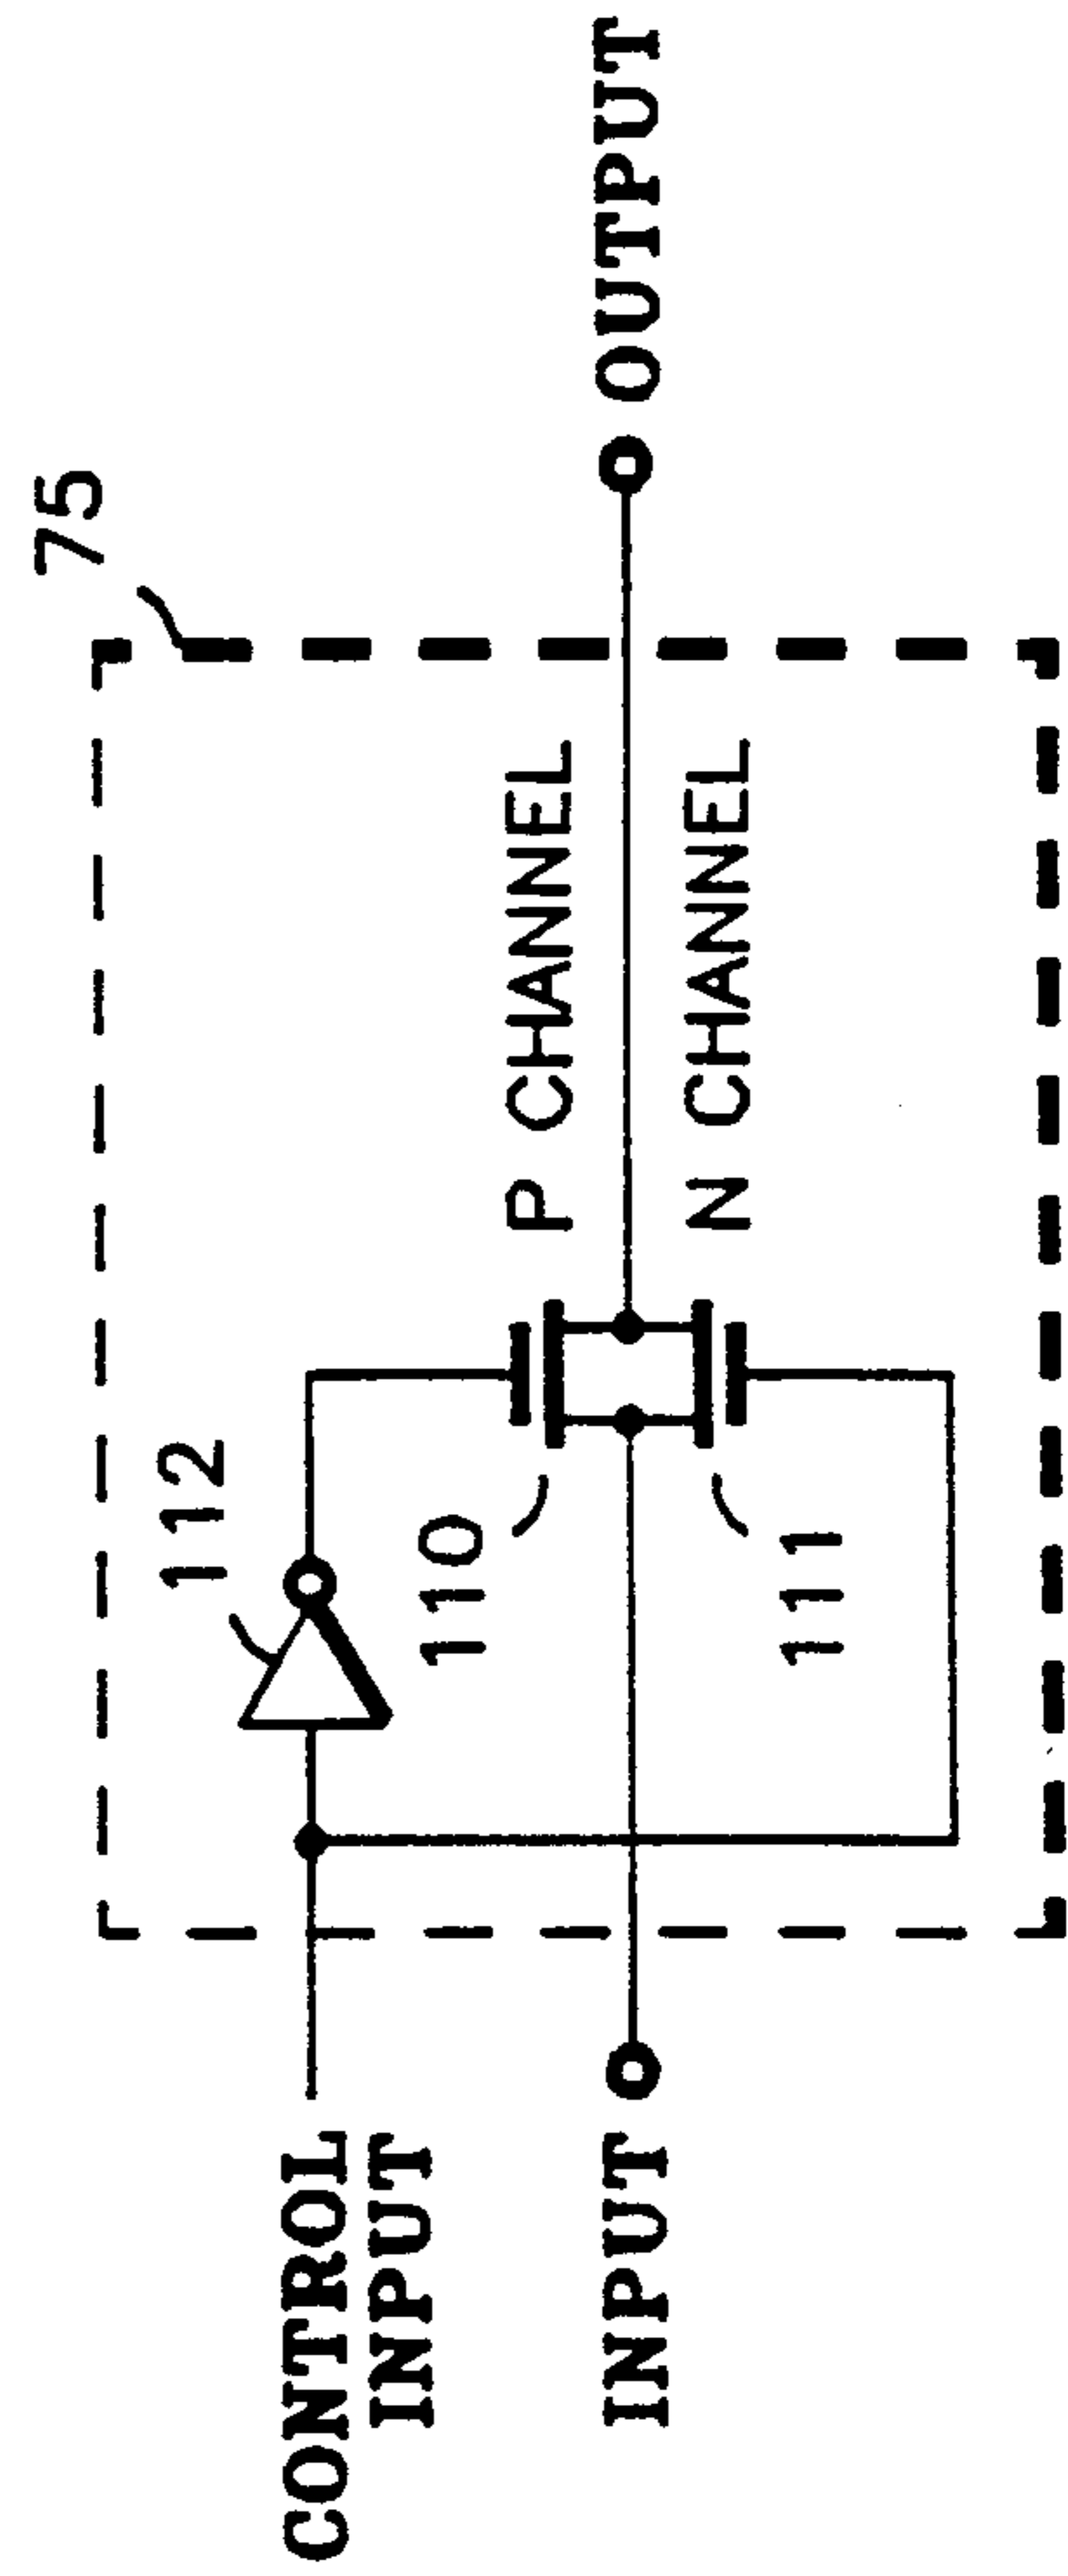 75
112
CONTROL
INPUT
110
P CHANNEL
INPUT
OUTPUT
N CHANNEL
111